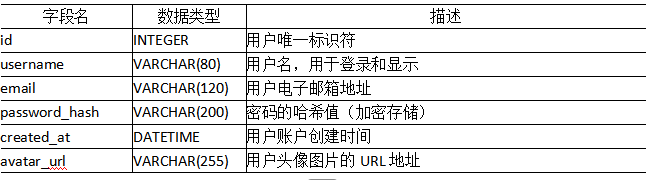 字段名 数据类型 描述
id INTEGER 用户唯一标识符
username VARCHAR(80) 用户名，用于登录和显示
email VARCHAR(120) 用户电子邮箱地址
password_hash VARCHAR(200) 密码的哈希值（加密存储）
created_at DATETIME 用户账户创建时间
avatar_url VARCHAR(255) 用户头像图片的 URL 地址